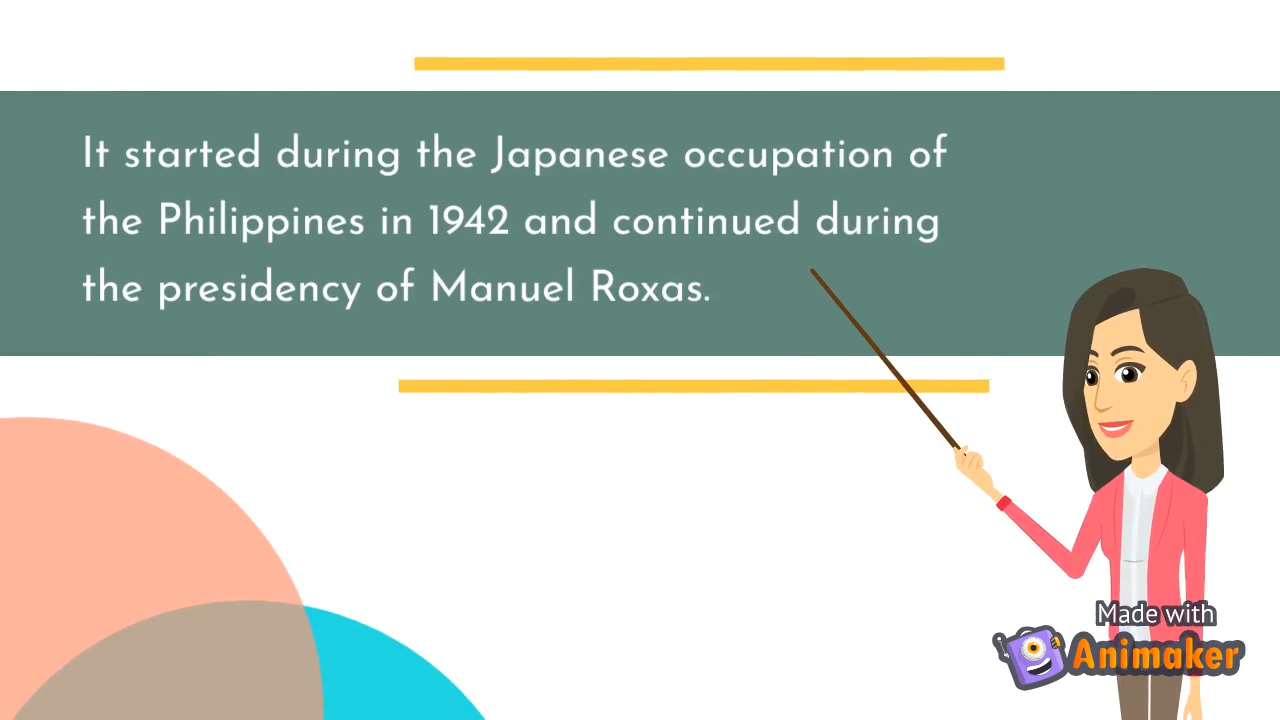 It started during the Japanese occupation of
the Philippines in 1942 and continued during
the presidency of Manuel Roxas.
Made with
Animaker